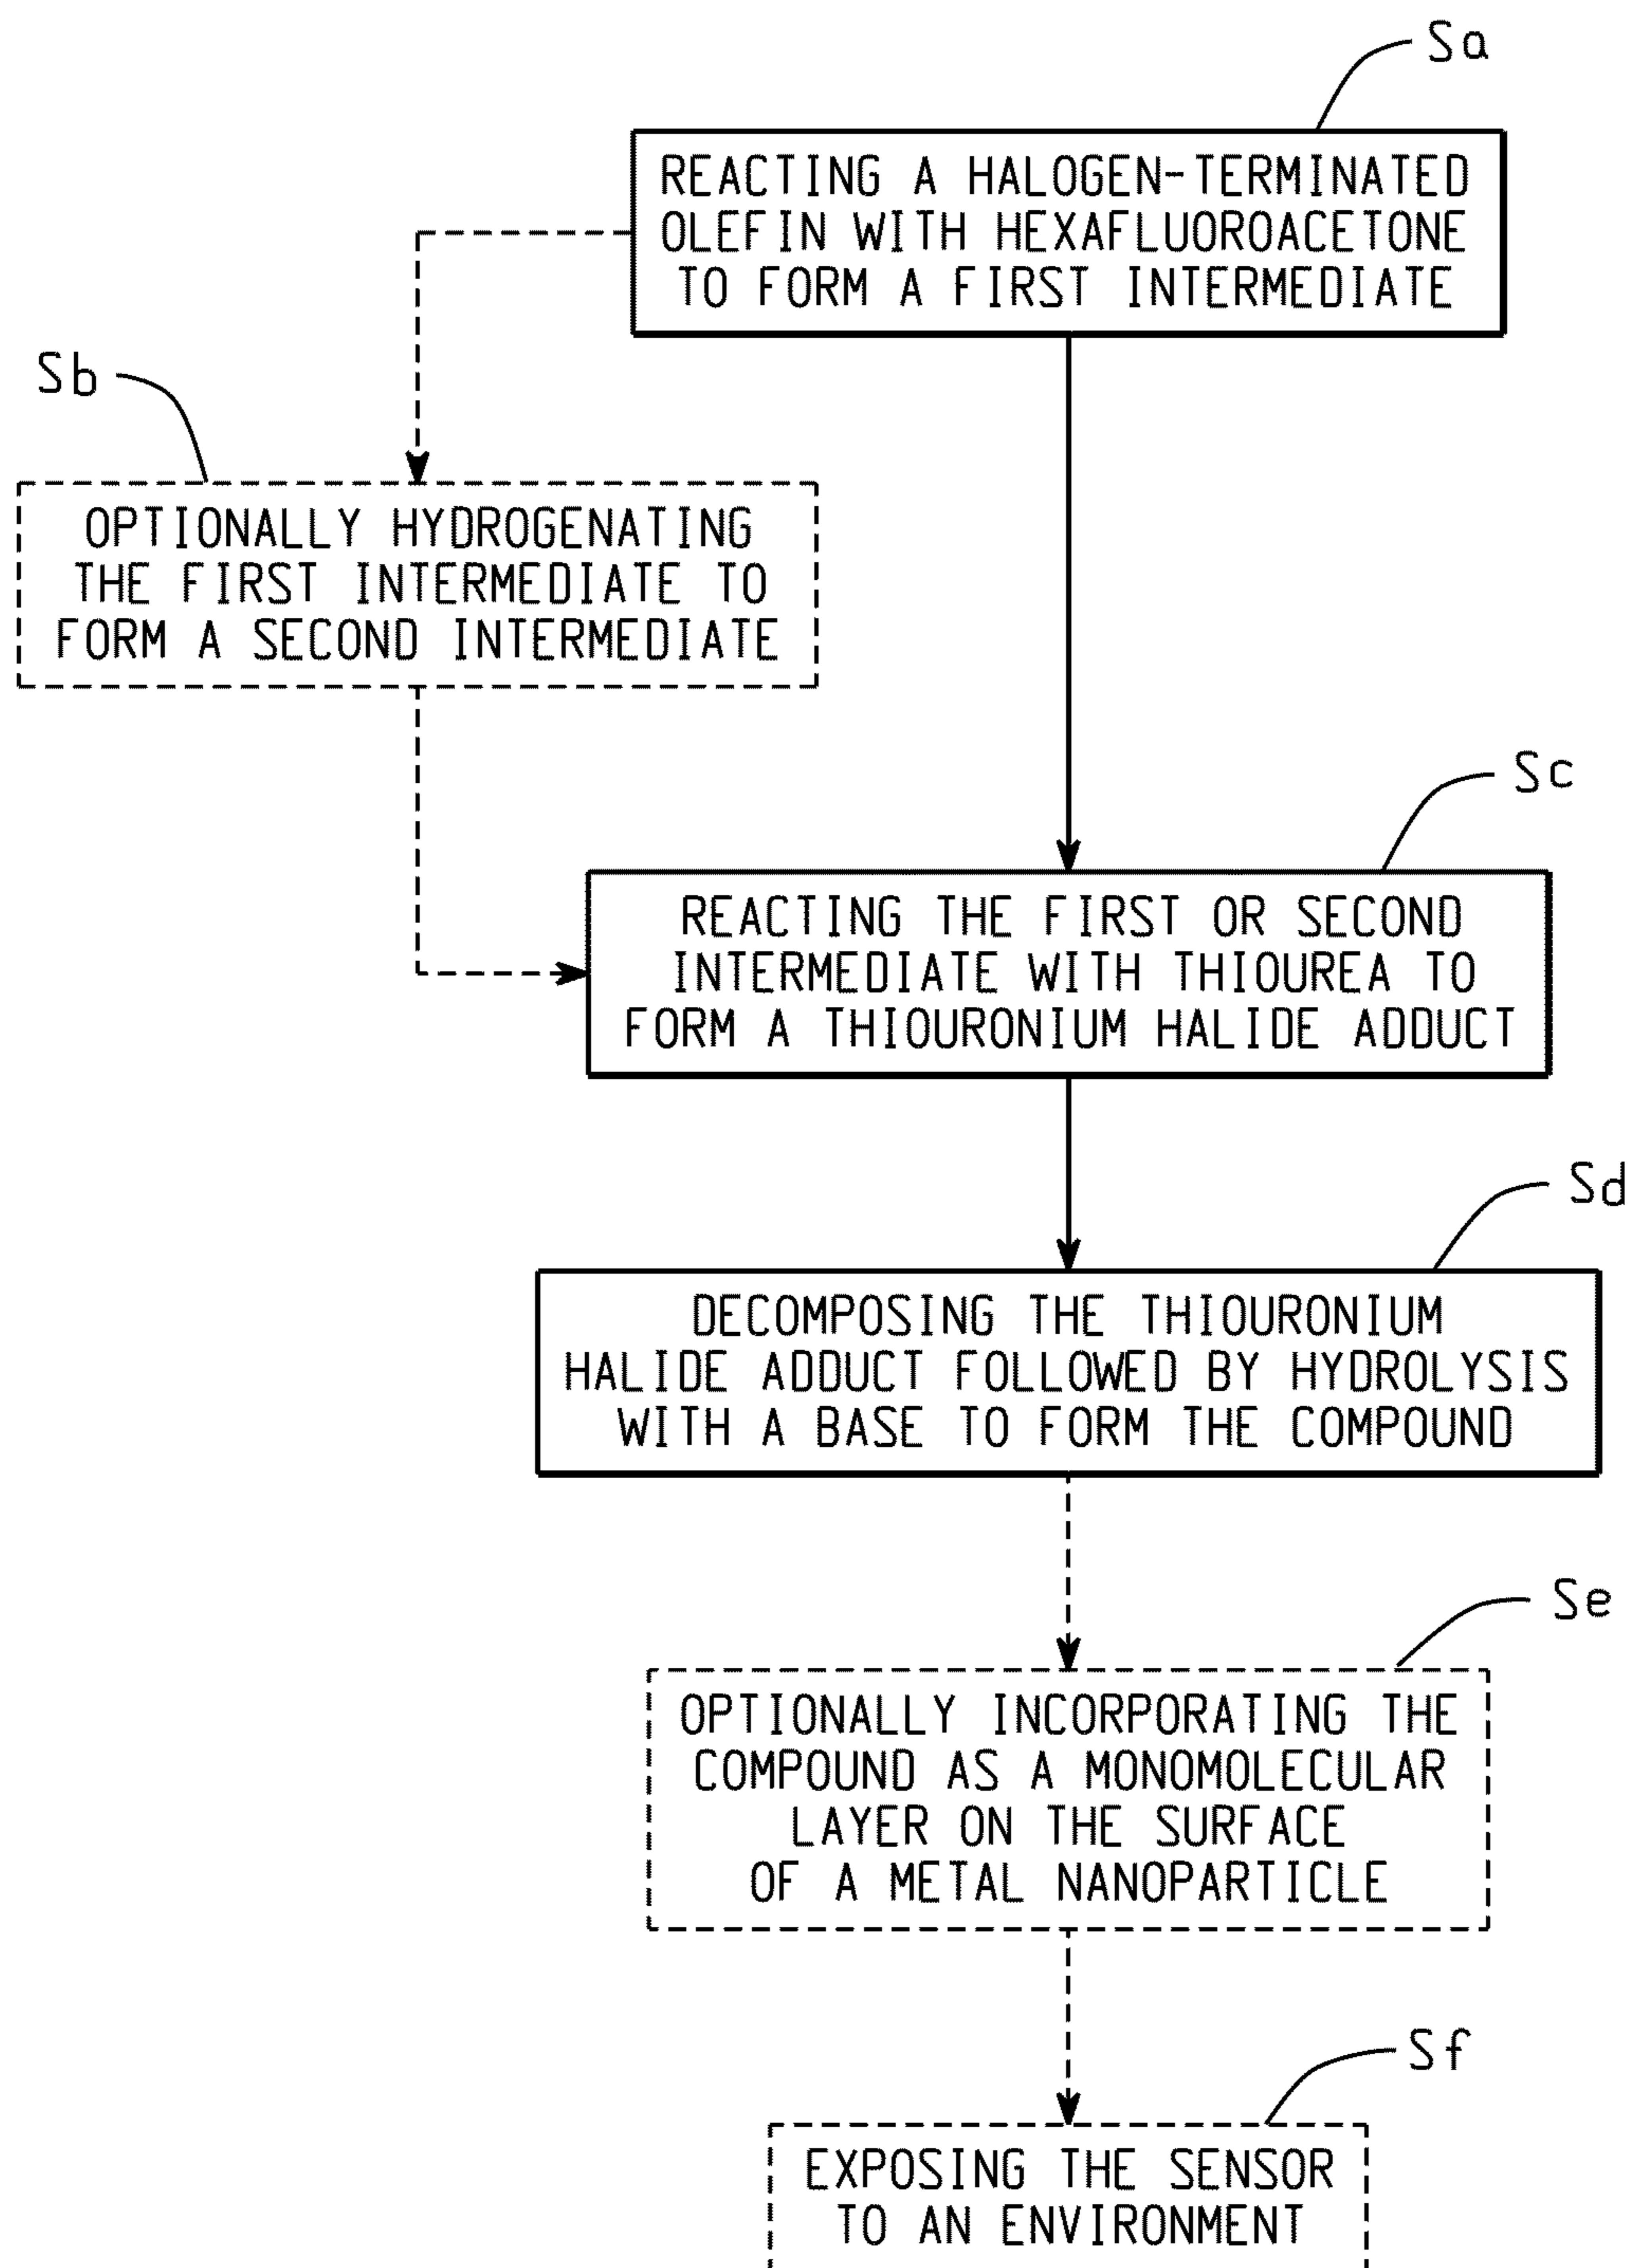 Sa
REACTING A HALOGEN-TERMINATED
OLEFIN WITH HEXAFLUOROACETONE
TO FORM A FIRST INTERMEDIATE
Sb
OPTIONALLY HYDROGENATING
THE FIRST INTERMEDIATE TO
FORM A SECOND INTERMEDIATE
Sc
REACTING THE FIRST OR SECOND
INTERMEDIATE WITH THIOUREA TO
FORM A THIOURONIUM HALIDE ADDUCT
Sd
DECOMPOSING THE THIOURONIUM
HALIDE ADDUCT FOLLOWED BY HYDROLYSIS
WITH A BASE TO FORM THE COMPOUND
Se
OPTIONALLY INCORPORATING THE
COMPOUND AS A MONOMOLECULAR
LAYER ON THE SURFACE
OF A METAL NANOPARTICLE
Sf
EXPOSING THE SENSOR
TO AN ENVIRONMENT